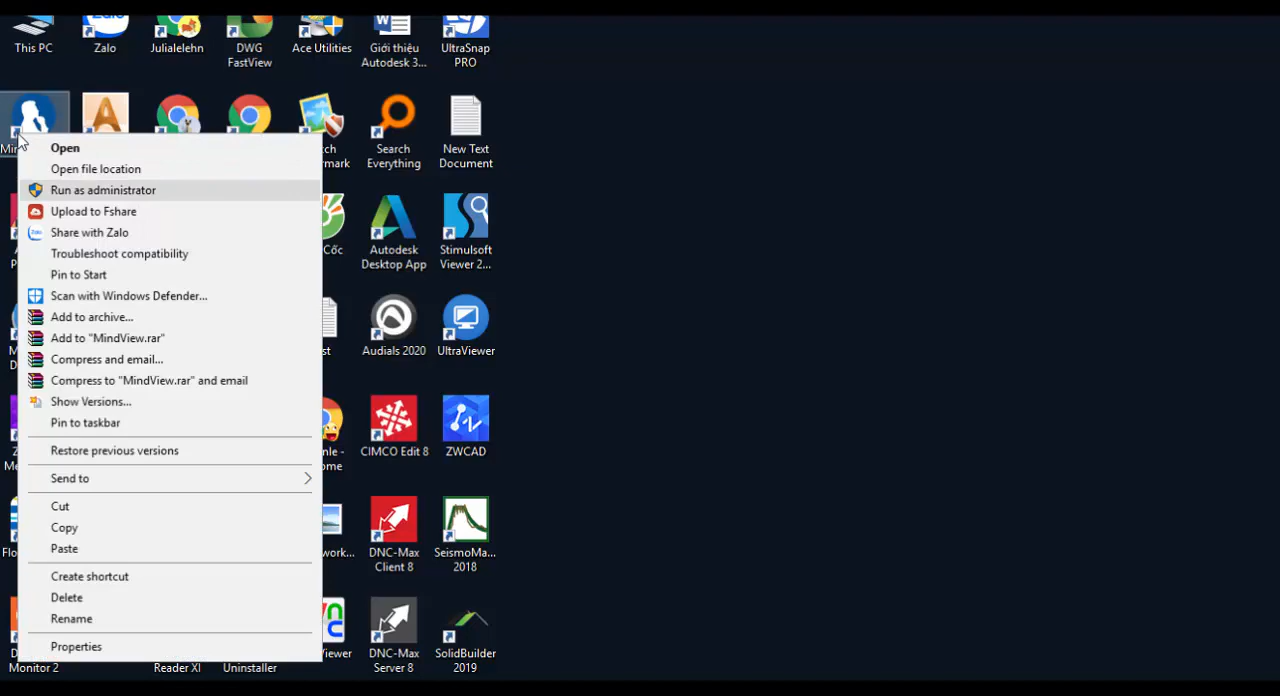 This PC
Zalo
Julialelehn
DWG
FastView
Ace Utilities
Giới thiệu
Autodesk 3...
UltraSnap
PRO
Search
Everything
New Text
Document
Open
Open file location
Run as administrator
Upload to Fshare
Share with Zalo
Troubleshoot compatibility
Pin to Start
Scan with Windows Defender...
Add to archive...
Add to "MindView.rar"
Compress and email...
Compress to "MindView.rar" and email
Show Versions...
Pin to taskbar
Restore previous versions
Send to
Cut
Copy
Paste
Create shortcut
Delete
Rename
Properties
Cốc
Autodesk
Desktop App
Stimulsoft
Viewer 2...
Audials 2020
UltraViewer
CIMCO Edit 8
ZWCAD
DNC-Max
Client 8
SeismoMa...
2018
DNC-Max
Server 8
SolidBuilder
2019
Monitor 2
Reader XI
Uninstaller
Viewer